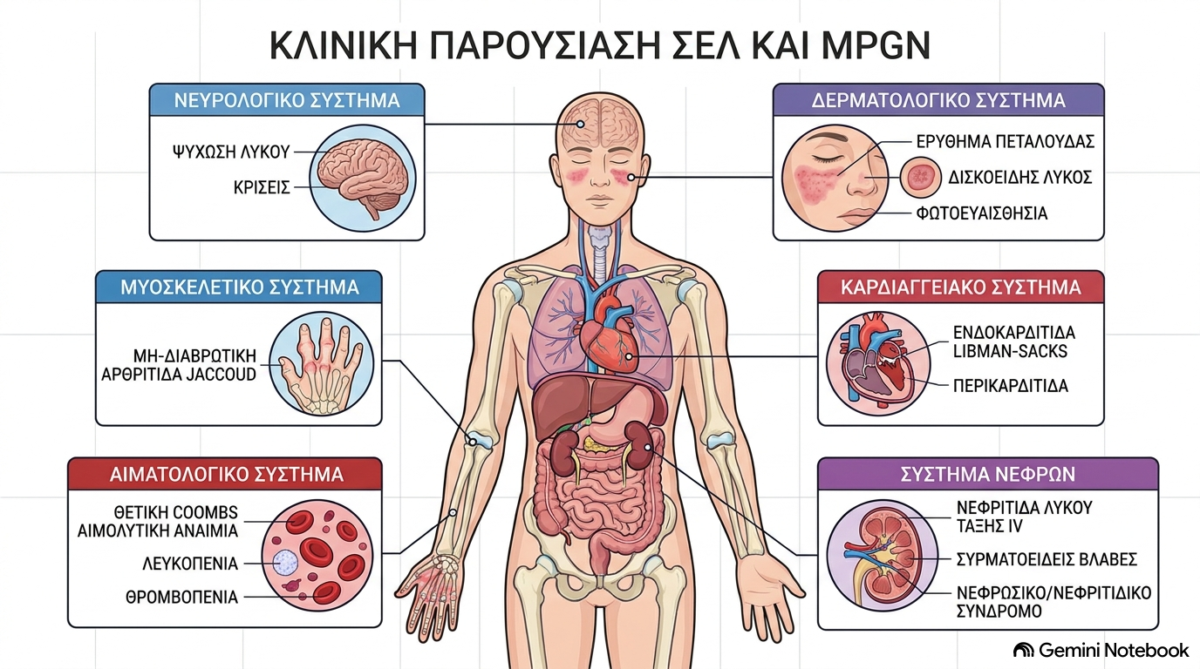 ΚΛΙΝΙΚΗ ΠΑΡΟΥΣΙΑΣΗ ΣΕΛ ΚΑΙ MPGN
ΝΕΥΡΟΛΟΓΙΚΟ ΣΥΣΤΗΜΑ
ΨΥΧΩΣΗ ΛΥΚΟΥ
ΚΡΙΣΕΙΣ
ΔΕΡΜΑΤΟΛΟΓΙΚΟ ΣΥΣΤΗΜΑ
ΕΡΥΘΗΜΑ ΠΕΤΑΛΟΥΔΑΣ
ΔΙΣΚΟΕΙΔΗΣ ΛΥΚΟΣ
ΦΩΤΟΕΥΑΙΣΘΗΣΙΑ
ΜΥΟΣΚΕΛΕΤΙΚΟ ΣΥΣΤΗΜΑ
ΜΗ-ΔΙΑΒΡΩΤΙΚΗ
ΑΡΘΡΙΤΙΔΑ JACCOUD
ΚΑΡΔΙΑΓΓΕΙΑΚΟ ΣΥΣΤΗΜΑ
ΕΝΔΟΚΑΡΔΙΤΙΔΑ
LIBMAN-SACKS
ΠΕΡΙΚΑΡΔΙΤΙΔΑ
ΑΙΜΑΤΟΛΟΓΙΚΟ ΣΥΣΤΗΜΑ
ΘΕΤΙΚΗ COOMBS
ΑΙΜΟΛΥΤΙΚΗ ΑΝΑΙΜΙΑ
ΛΕΥΚΟΠΕΝΙΑ
ΘΡΟΜΒΟΠΕΝΙΑ
ΣΥΣΤΗΜΑ ΝΕΦΡΩΝ
ΝΕΦΡΙΤΙΔΑ ΛΥΚΟΥ
ΤΑΞΗΣ IV
ΣΥΡΜΑΤΟΕΙΔΕΙΣ ΒΛΑΒΕΣ
ΝΕΦΡΩΣΙΚΟ/ΝΕΦΡΙΤΙΔΙΚΟ
ΣΥΝΔΡΟΜΟ
Gemini Notebook